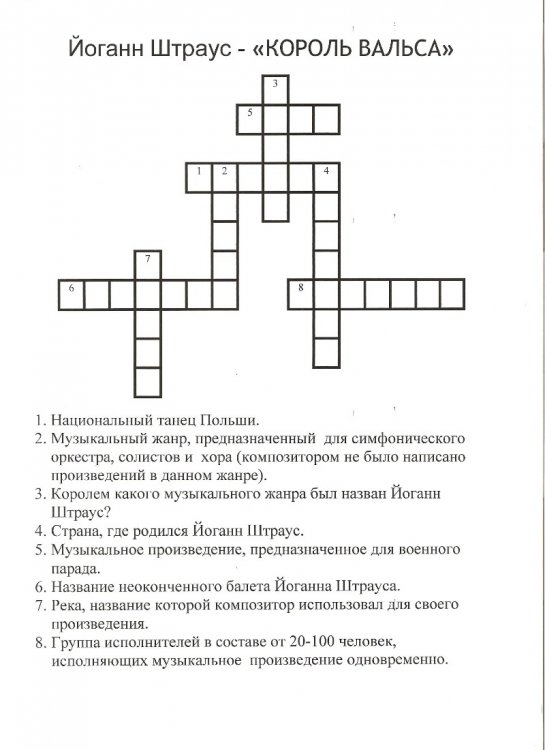 Йоганн Штраус - «КОРОЛЬ ВАЛЬСА»
3
5
1 2 4
7
6 8
1. Национальный танец Польши.
2. Музыкальный жанр, предназначенный для симфонического
оркестра, солистов и хора (композитором не было написано
произведений в данном жанре).
3. Королем какого музыкального жанра был назван Йоганн
Штраус?
4. Страна, где родился Йоганн Штраус.
5. Музыкальное произведение, предназначенное для военного
парада.
6. Название неоконченного балета Йоганна Штрауса.
7. Река, название которой композитор использовал для своего
произведения.
8. Группа исполнителей в составе от 20-100 человек,
исполняющих музыкальное произведение одновременно.